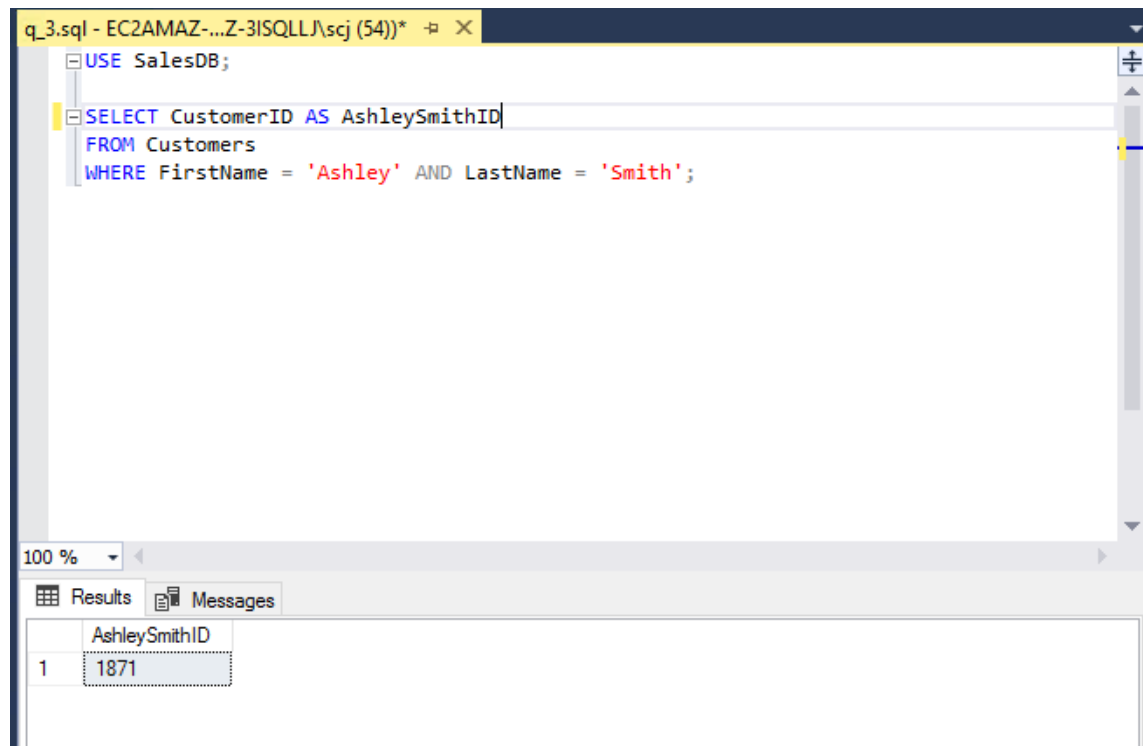 q_3.sql - EC2AMAZ-...Z-3ISQLLJ\scj (54))*
USE SalesDB;
SELECT CustomerID AS AshleySmithID
FROM Customers
WHERE FirstName = 'Ashley' AND LastName = 'Smith';
100 %
Results Messages
AshleySmithID
1 1871